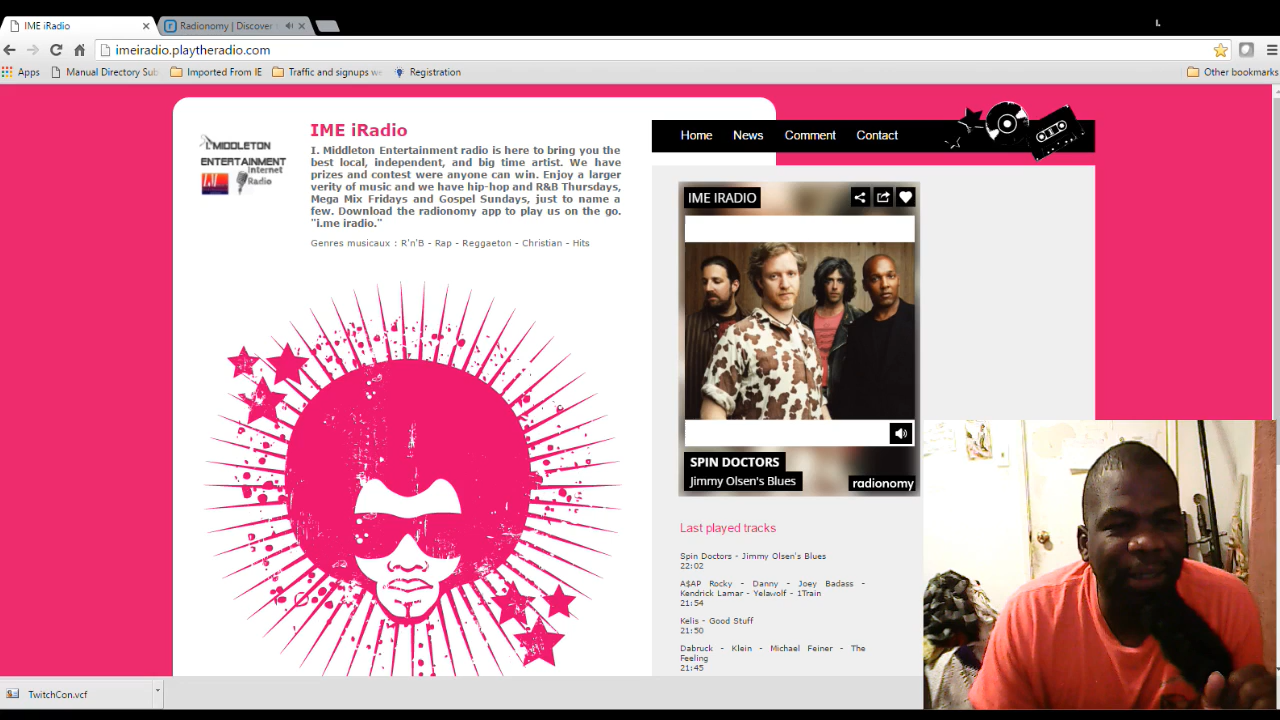 IME iRadio
Radionomy | Discover
imeiradio.playtheradio.com
Apps
Manual Directory Sub
Imported From IE
Traffic and signups we
Registration
Other bookmarks
I. MIDDLETON
ENTERTAINMENT
Internet
Radio
IME iRadio
I. Middleton Entertainment radio is here to bring you the
best local, independent, and big time artist. We have
prizes and contest were anyone can win. Enjoy a larger
verity of music and we have hip-hop and R&B Thursdays,
Mega Mix Fridays and Gospel Sundays, just to name a
few. Download the radionomy app to play us on the go.
"i.me iradio."
Genres musicaux : R'n'B - Rap - Reggaeton - Christian - Hits
Home
News
Comment
Contact
IME IRADIO
SPIN DOCTORS
Jimmy Olsen's Blues
radionomy
Last played tracks
Spin Doctors - Jimmy Olsen's Blues
22:02
A$AP Rocky - Danny - Joey Badass -
Kendrick Lamar - Yelawolf - 1Train
21:54
Kelis - Good Stuff
21:50
Dabruck - Klein - Michael Feiner - The
Feeling
21:45
TwitchCon.vcf